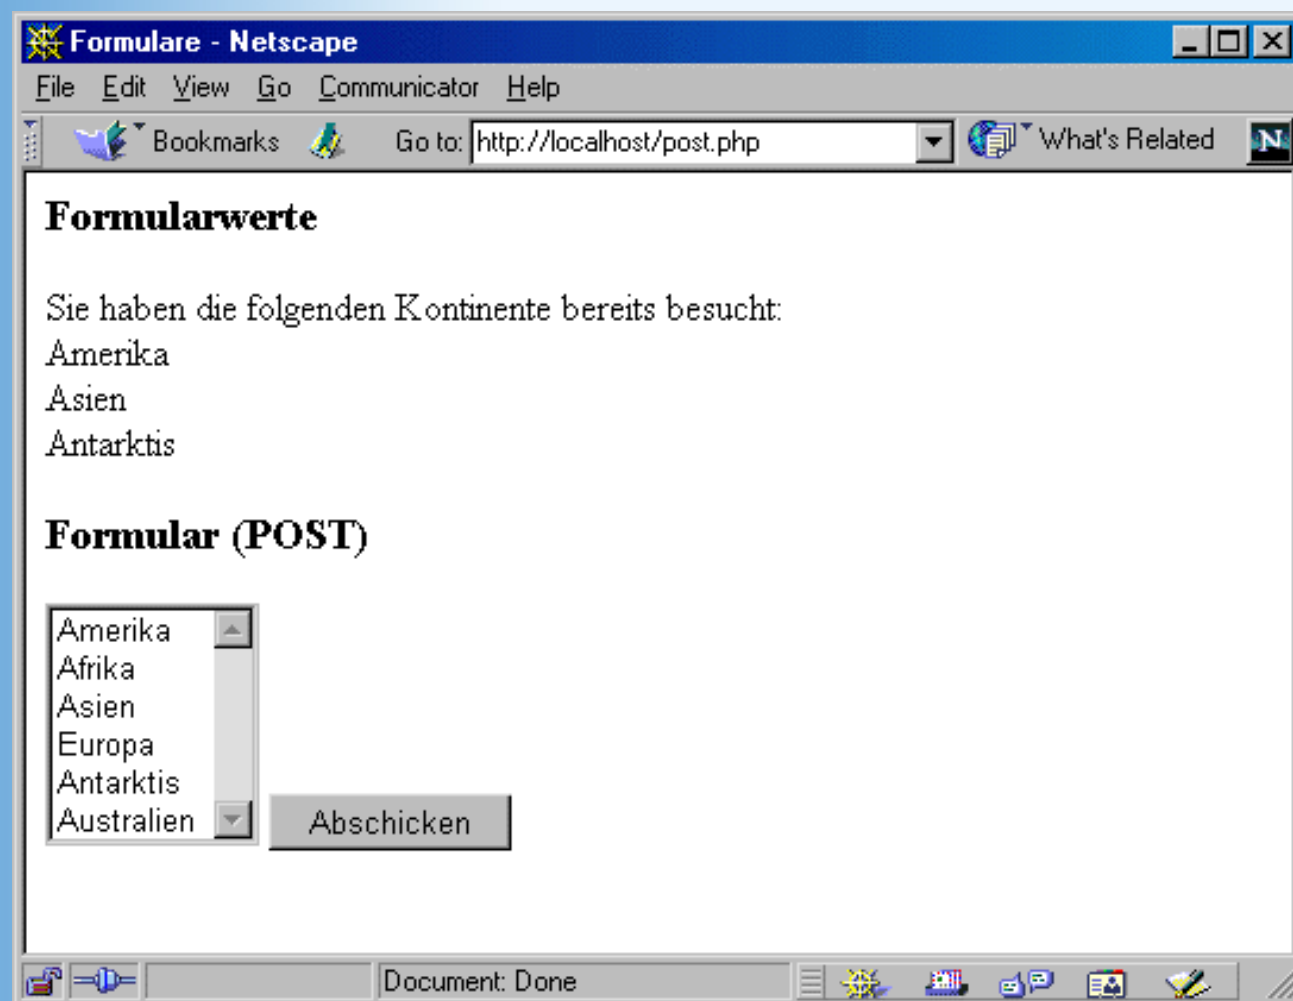 Formulare - Netscape
File Edit View Go Communicator Help
Bookmarks Go to: http://localhost/post.php What's Related N
Formularwerte
Sie haben die folgenden Kontinente bereits besucht:
Amerika
Asien
Antarktis
Formular (POST)
Amerika
Afrika
Asien
Europa
Antarktis
Australien
Abschicken
Document: Done